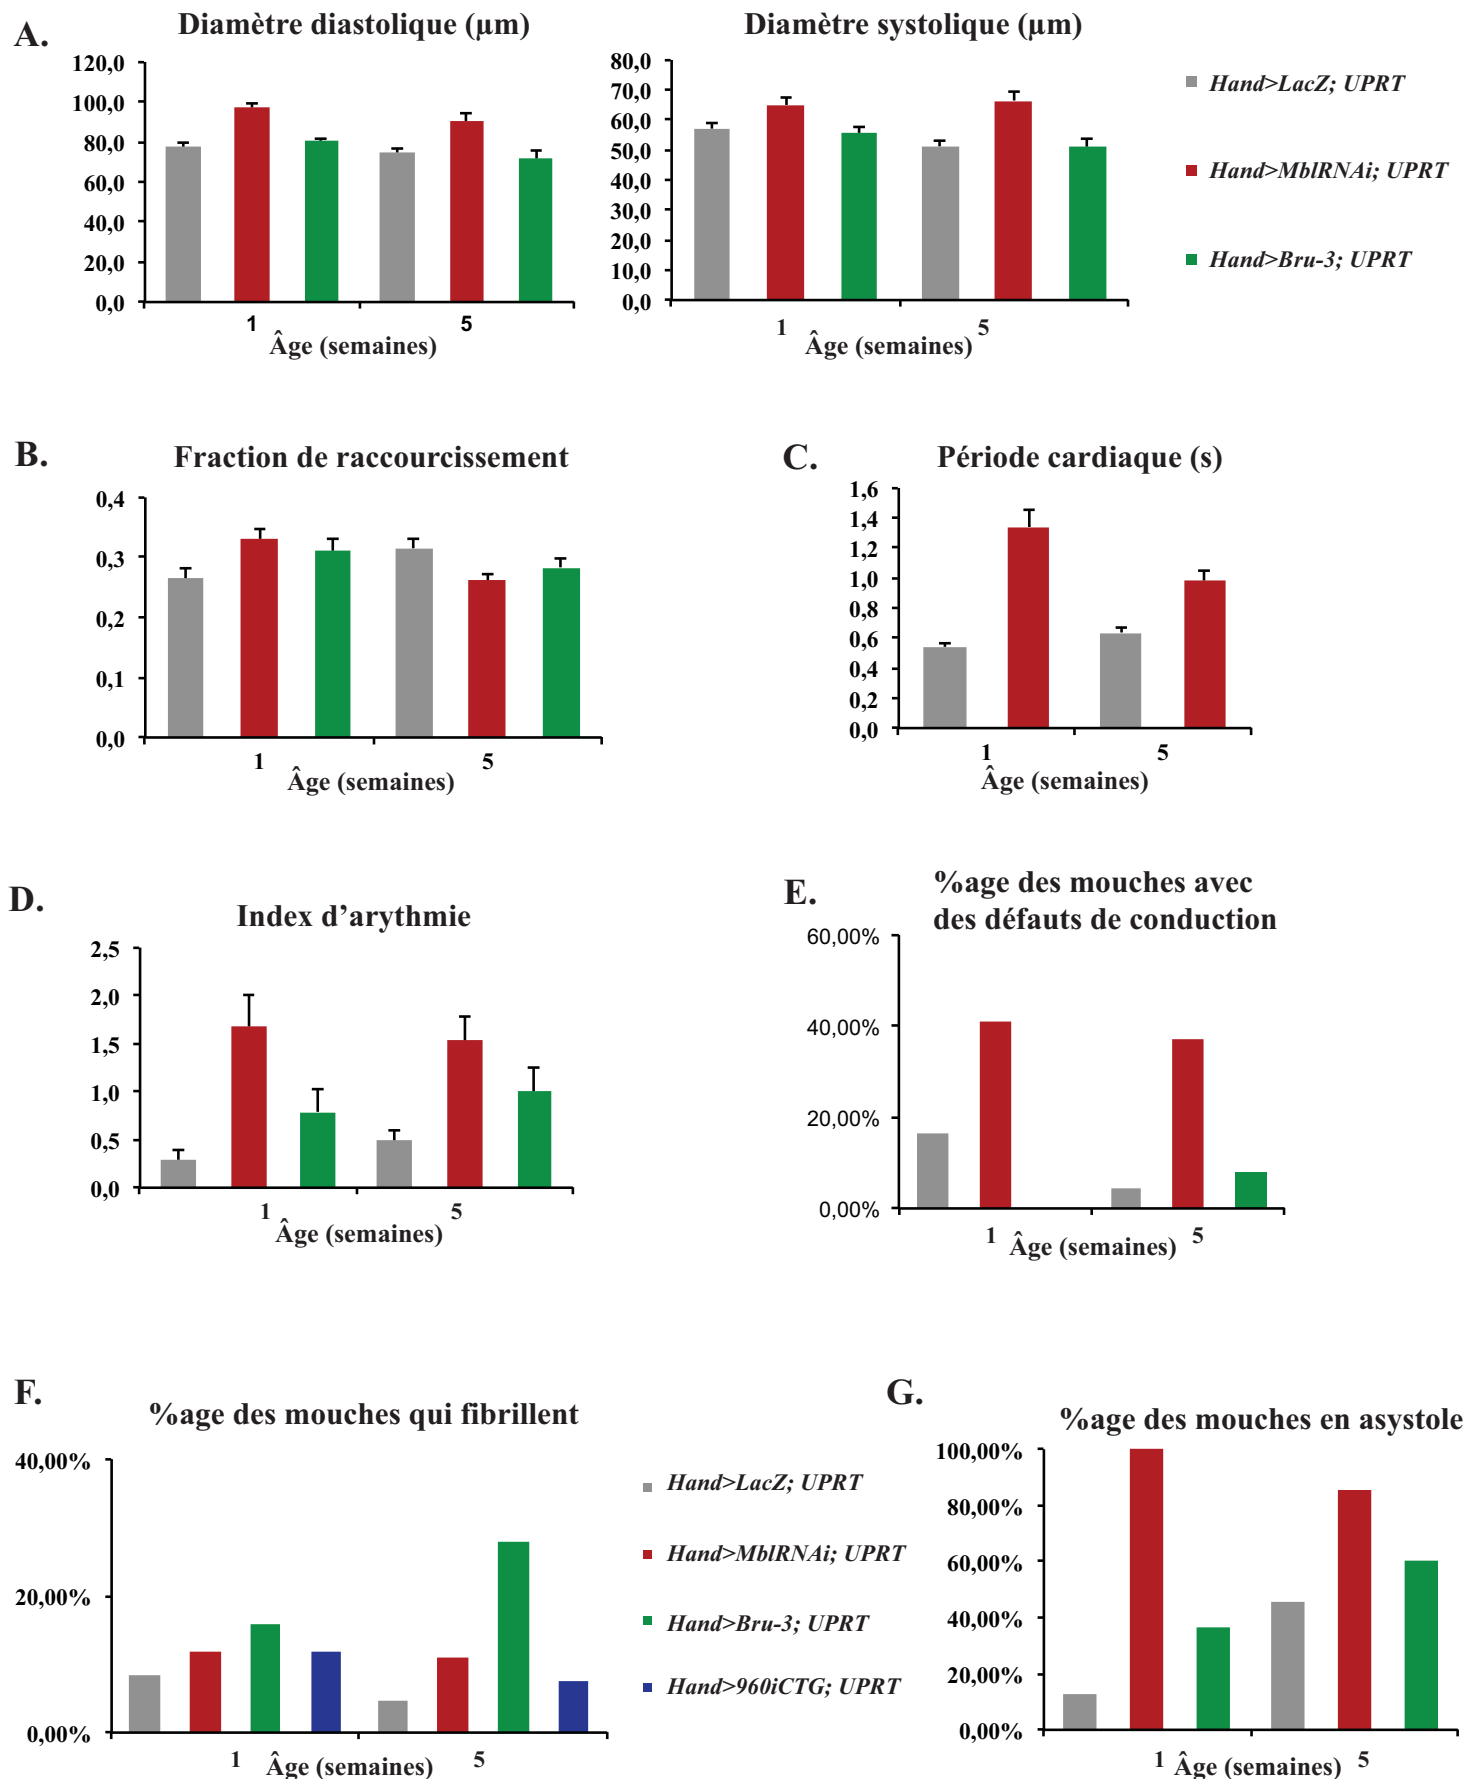 A.
Diamètre diastolique (µm)
120,0
100,0
80,0
60,0
40,0
20,0
0,0
1
5
Âge (semaines)
Diamètre systolique (µm)
80,0
70,0
60,0
50,0
40,0
30,0
20,0
10,0
0,0
1
5
Âge (semaines)
Hand>LacZ; UPRT
Hand>MblRNAi; UPRT
Hand>Bru-3; UPRT
B.
Fraction de raccourcissement
0,4
0,3
0,2
0,1
0,0
1
5
Âge (semaines)
C.
Période cardiaque (s)
1,6
1,4
1,2
1,0
0,8
0,6
0,4
0,2
0,0
1
5
Âge (semaines)
D.
Index d'arythmie
2,5
2,0
1,5
1,0
0,5
0,0
1
5
Âge (semaines)
E.
%age des mouches avec
des défauts de conduction
60,00%
40,00%
20,00%
0,00%
1
5
Âge (semaines)
F.
%age des mouches qui fibrillent
40,00%
20,00%
0,00%
1
5
Âge (semaines)
Hand>LacZ; UPRT
Hand>MblRNAi; UPRT
Hand>Bru-3; UPRT
Hand>960iCTG; UPRT
G.
%age des mouches en asystole
100,00%
80,00%
60,00%
40,00%
20,00%
0,00%
1
5
Âge (semaines)